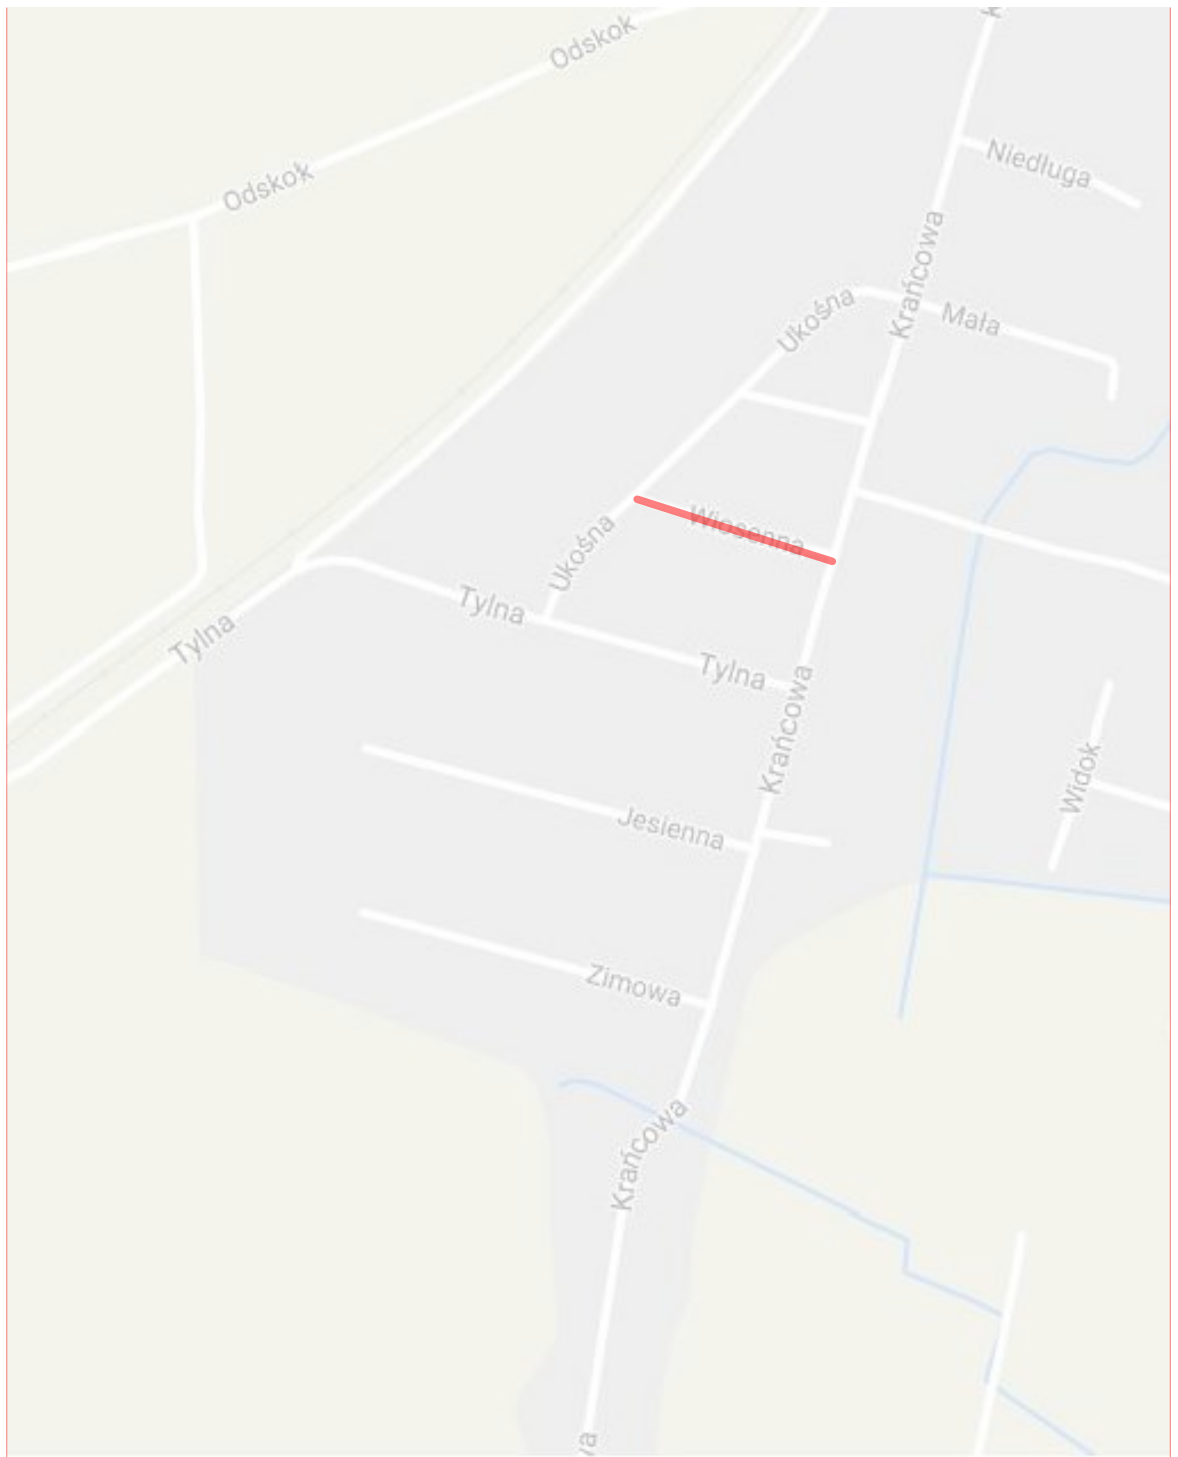 Odskok
Odskok
Niedługa
Krańcowa
Ukośna
Mała
Wiosenna
Ukośna
Tylna
Tylna
Tylna
Krańcowa
Widok
Jesienna
Zimowa
Krańcowa